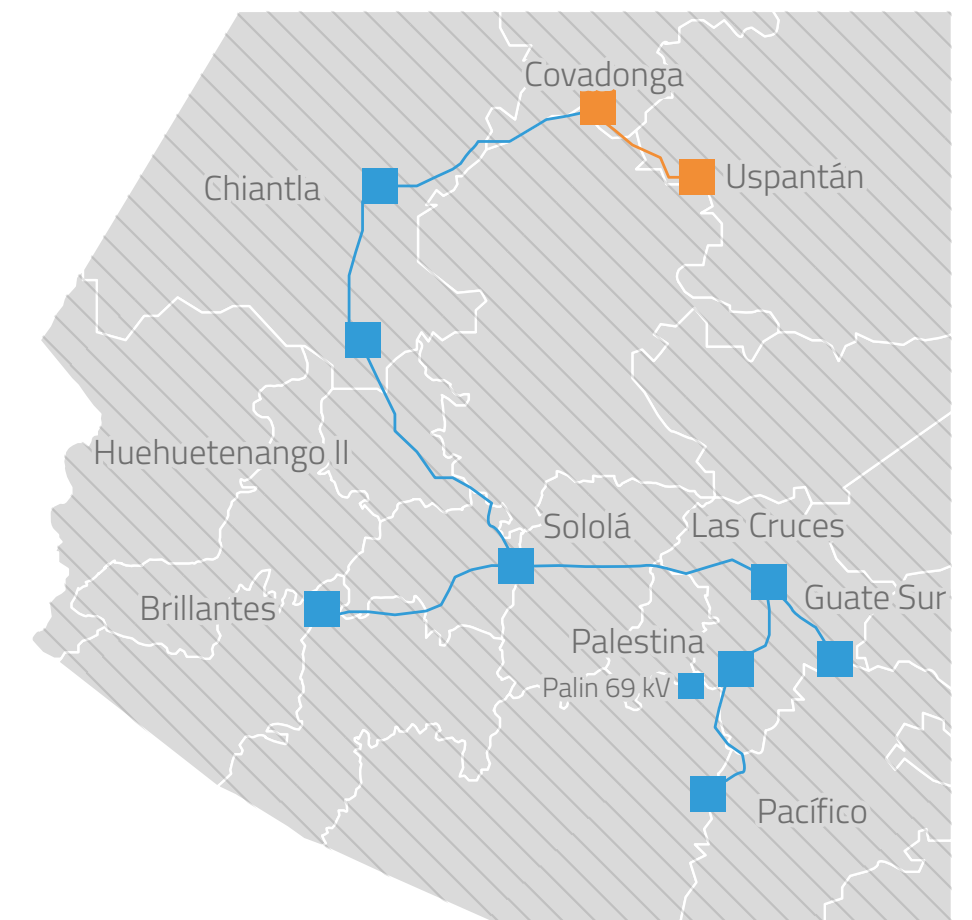 Covadonga
Chiantla
Uspantán
Huehuetenango II
Sololá
Las Cruces
Brillantes
Guate Sur
Palestina
Palin 69 kV
Pacífico